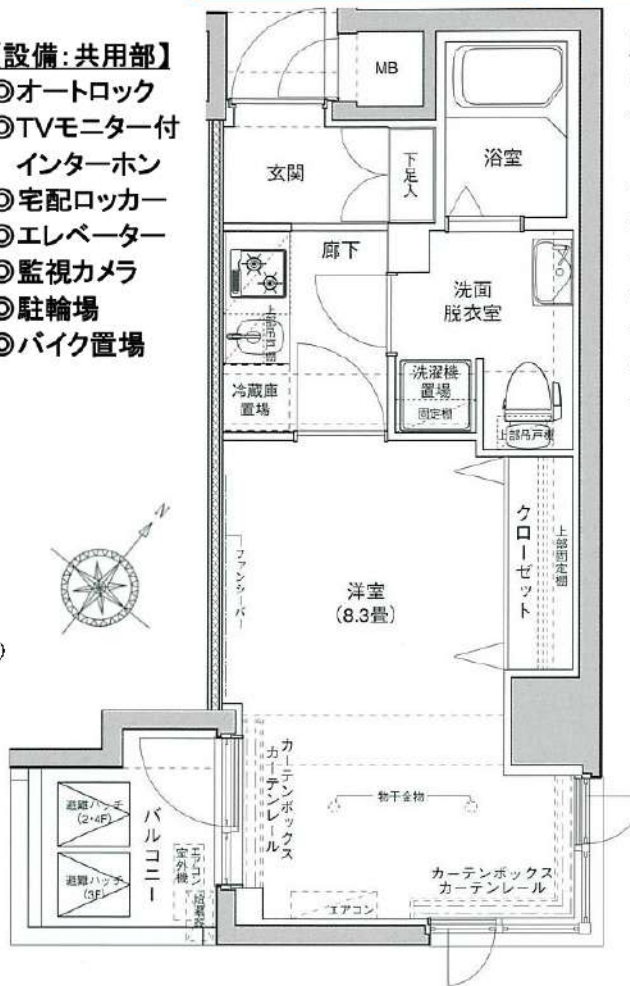 【設備:共用部】
◎オートロック
◎TVモニター付
インターホン
◎宅配ロッカー
◎エレベーター
◎監視カメラ
◎駐輪場
◎バイク置場
MB
玄関
下足入
浴室
廊下
洗面
脱衣室
上部吊戸棚
冷蔵庫
置場
洗濯機
置場
固定棚
上部吊戸棚
N
ファンシーバー
洋室
(8.3畳)
クローゼット
上部固定棚
)
カーテンボックス
カーテンレール
物干金物
避難ハッチ
(2・4F)
避難ハッチ
(3F)
バルコニー
エアコン
室外機
給湯器
エアコン
カーテンボックス
カーテンレール